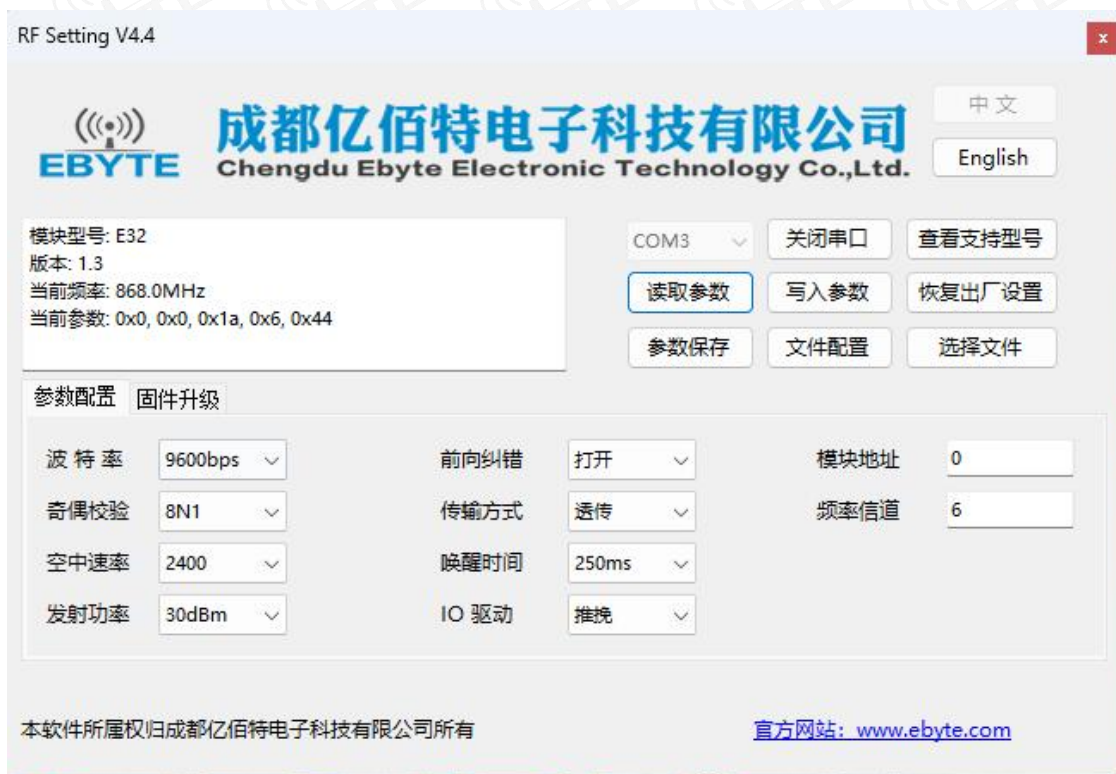 RF Setting V4.4
x
EBYTE
成都亿佰特电子科技有限公司
Chengdu Ebyte Electronic Technology Co.,Ltd.
中文
English
模块型号: E32
版本: 1.3
当前频率: 868.0MHz
当前参数: 0x0, 0x0, 0x1a, 0x6, 0x44
COM3 关闭串口 查看支持型号
读取参数 写入参数 恢复出厂设置
参数保存 文件配置 选择文件
参数配置 固件升级
波特率 9600bps 前向纠错 打开 模块地址 0
奇偶校验 8N1 传输方式 透传 频率信道 6
空中速率 2400 唤醒时间 250ms
发射功率 30dBm IO 驱动 推挽
本软件所属权归成都亿佰特电子科技有限公司所有 官方网站：www.ebyte.com